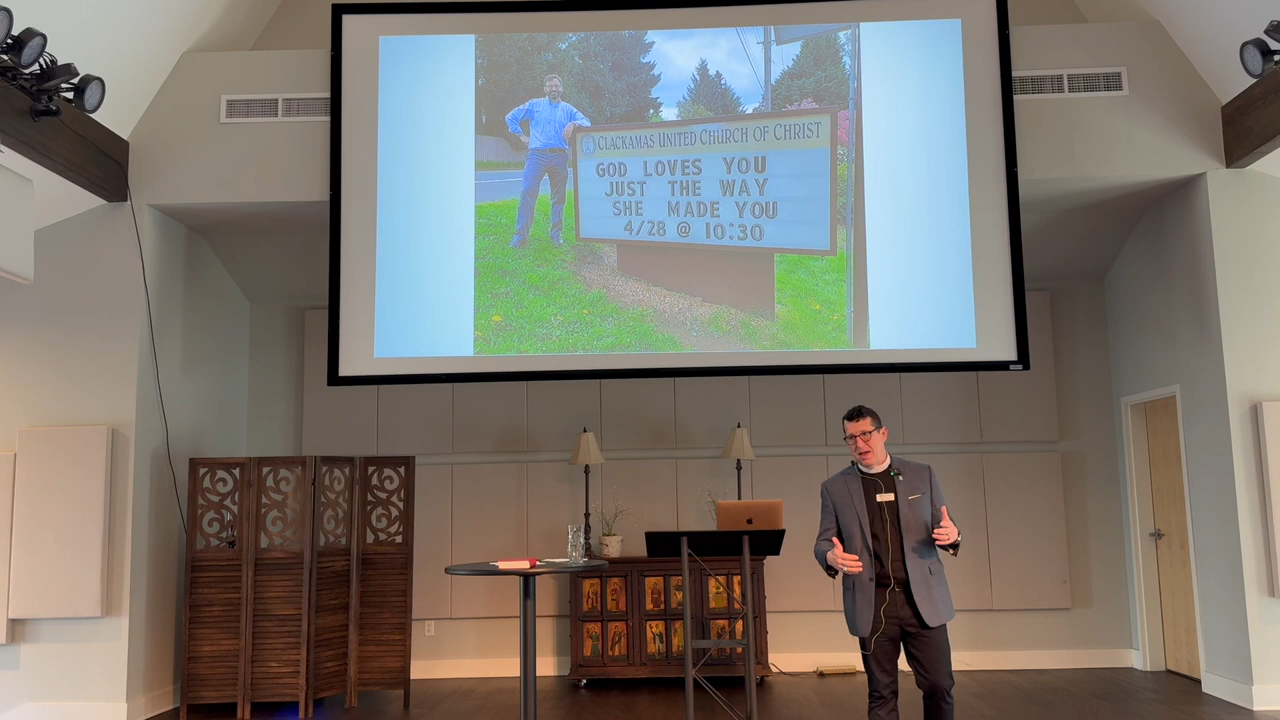 CLACKAMAS UNITED CHURCH OF CHRIST
GOD LOVES YOU
JUST THE WAY
SHE MADE YOU
4/28 @ 10:30